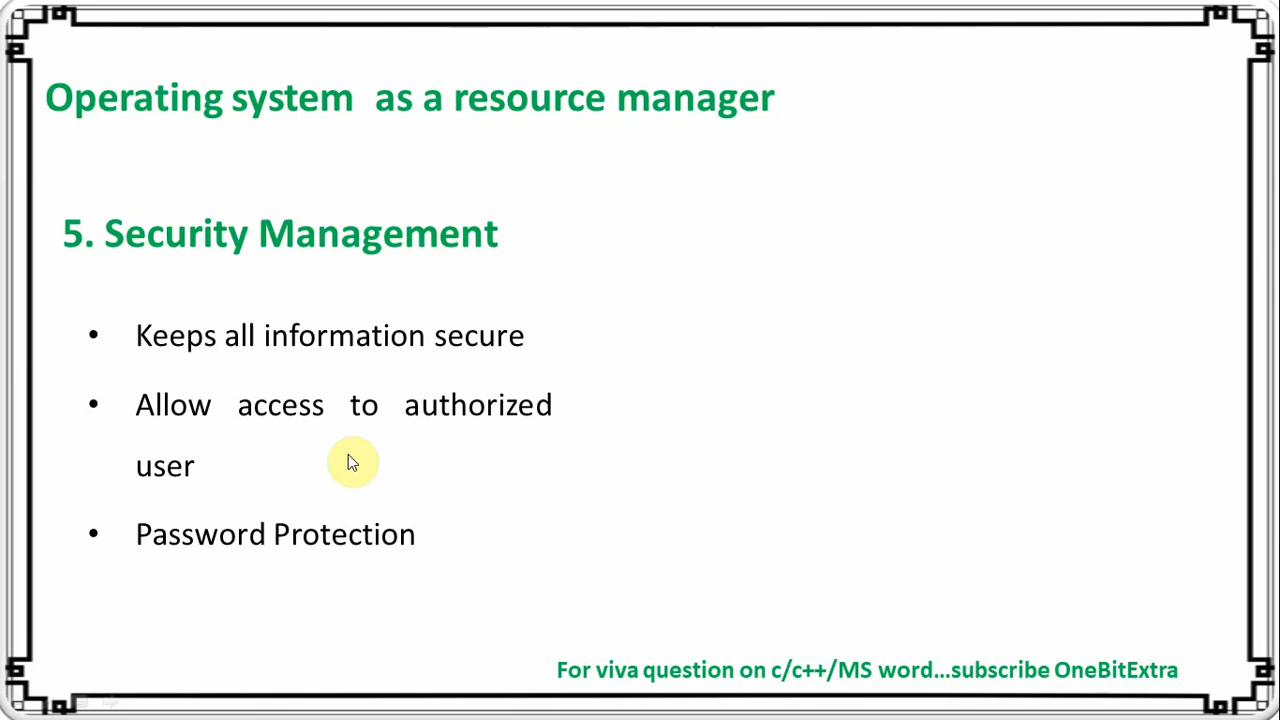 Operating system as a resource manager
5. Security Management
• Keeps all information secure
• Allow access to authorized
user
• Password Protection
For viva question on c/c++/MS word...subscribe OneBitExtra